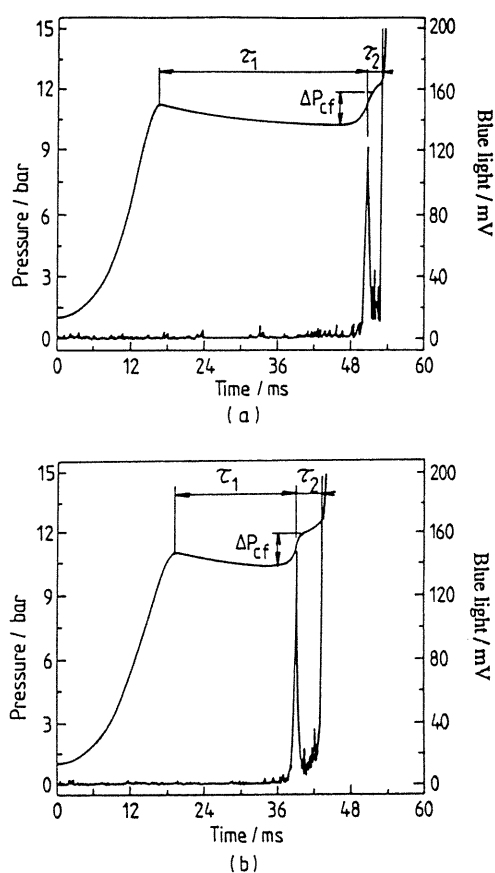 15
12
9
6
3
0
Pressure / bar
200
160
120
80
40
0
Blue light / mV
τ1
τ2
ΔPcf
0
12
24
36
48
60
Time / ms
(a)
15
12
9
6
3
0
Pressure / bar
200
160
120
80
40
0
Blue light / mV
τ1
τ2
ΔPcf
0
12
24
36
48
60
Time / ms
(b)